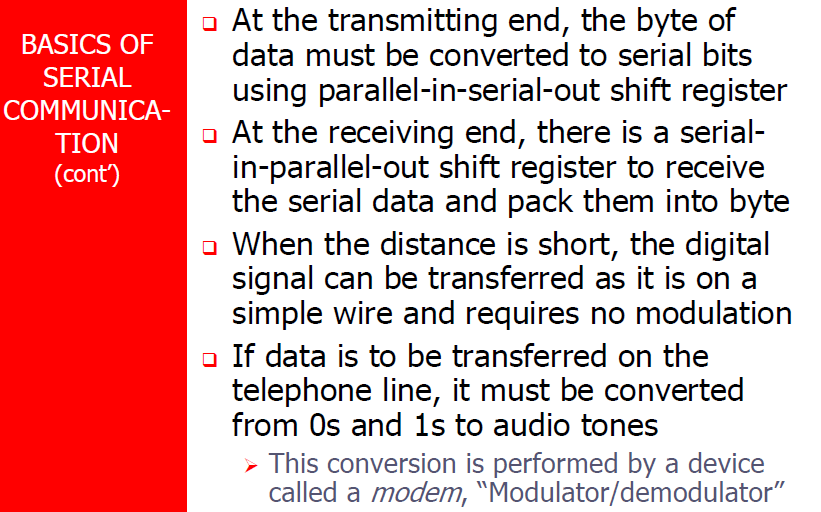 BASICS OF
SERIAL
COMMUNICA-
TION
(cont’)
At the transmitting end, the byte of
data must be converted to serial bits
using parallel-in-serial-out shift register
At the receiving end, there is a serial-
in-parallel-out shift register to receive
the serial data and pack them into byte
When the distance is short, the digital
signal can be transferred as it is on a
simple wire and requires no modulation
If data is to be transferred on the
telephone line, it must be converted
from 0s and 1s to audio tones
This conversion is performed by a device
called a modem, “Modulator/demodulator”